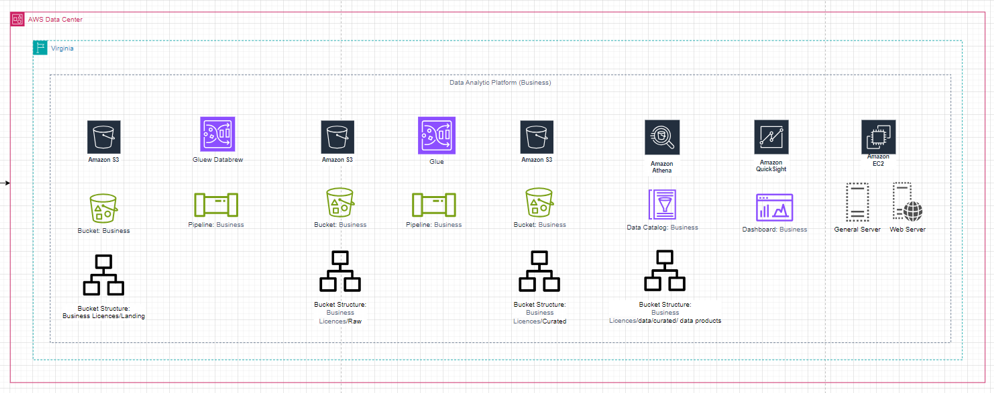 AWS Data Center
Virginia
Data Analytic Platform (Business)
Amazon S3
Gluew Databrew
Amazon S3
Glue
Amazon S3
Amazon
Athena
Amazon
QuickSight
Amazon
EC2
Bucket: Business
Pipeline: Business
Bucket: Business
Pipeline: Business
Bucket: Business
Data Catalog: Business
Dashboard: Business
General Server
Web Server
Bucket Structure:
Business Licences/Landing
Bucket Structure:
Business
Licences/Raw
Bucket Structure:
Business
Licences/Curated
Bucket Structure:
Business
Licences/data/curated/ data products